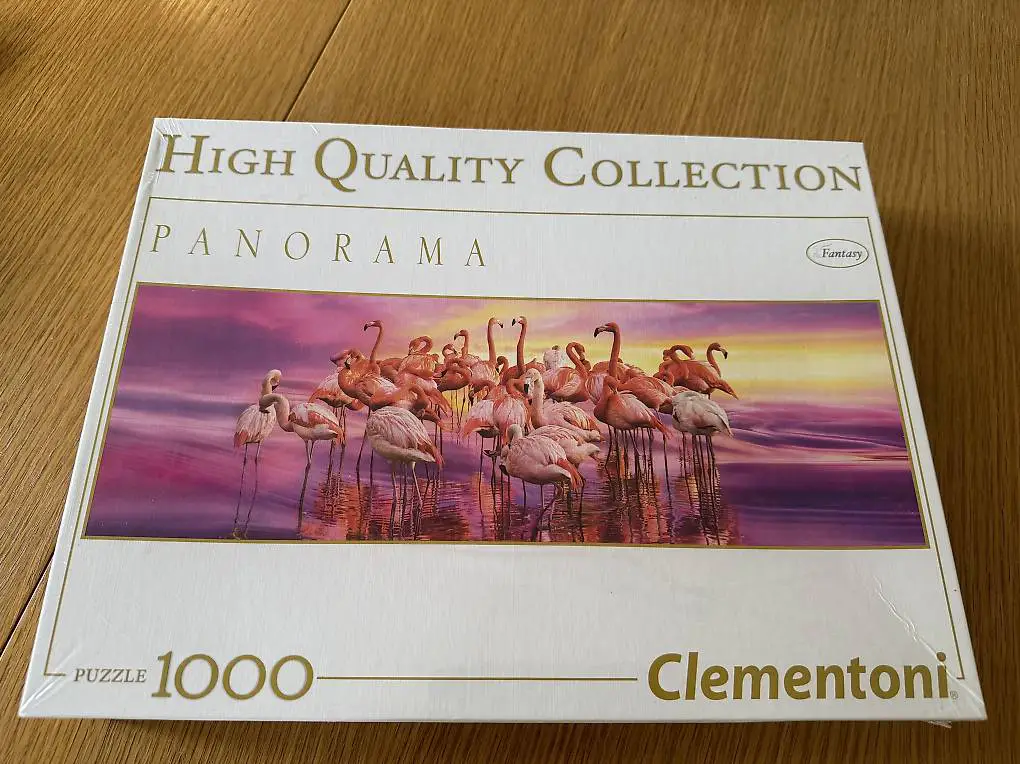 HIGH QUALITY COLLECTION
PANORAMA
Fantasy
PUZZLE 1000
Clementoni®